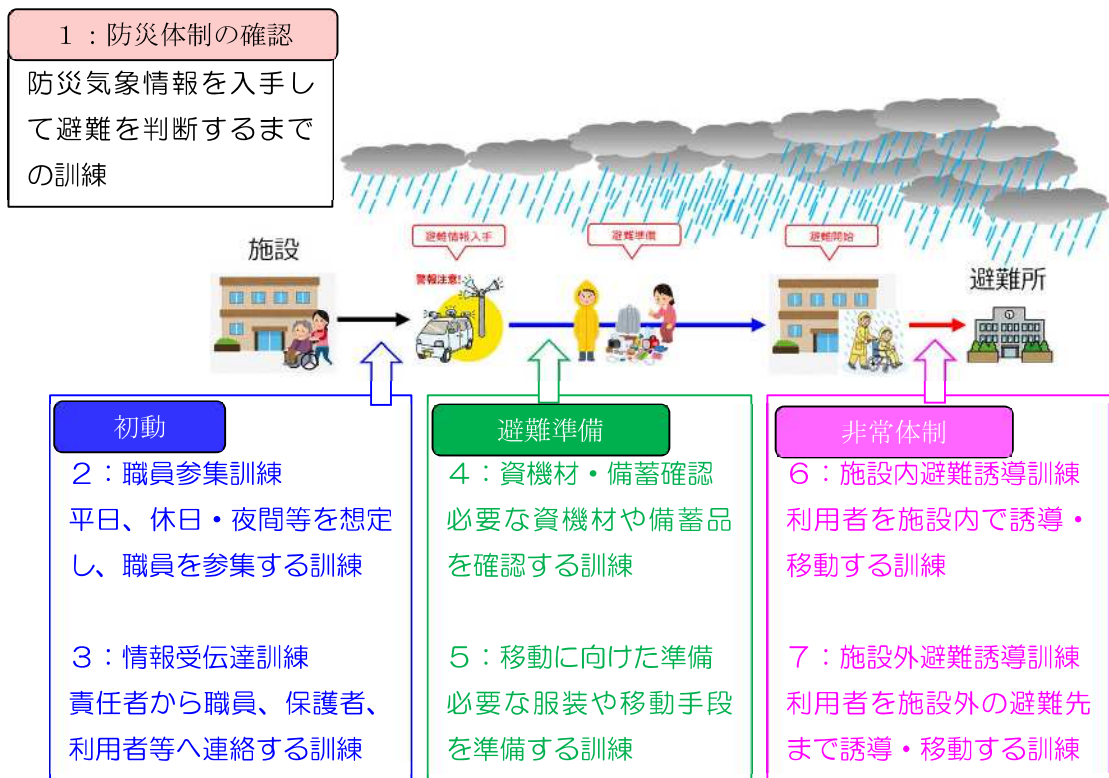 １：防災体制の確認
防災気象情報を入手し
て避難を判断するまで
の訓練
施設
避難情報入手
避難準備
避難開始
避難所
警報注意!
初動
２：職員参集訓練
平日、休日・夜間等を想定
し、職員を参集する訓練
３：情報受伝達訓練
責任者から職員、保護者、
利用者等へ連絡する訓練
避難準備
４：資機材・備蓄確認
必要な資機材や備蓄品
を確認する訓練
５：移動に向けた準備
必要な服装や移動手段
を準備する訓練
非常体制
６：施設内避難誘導訓練
利用者を施設内で誘導・
移動する訓練
７：施設外避難誘導訓練
利用者を施設外の避難先
まで誘導・移動する訓練